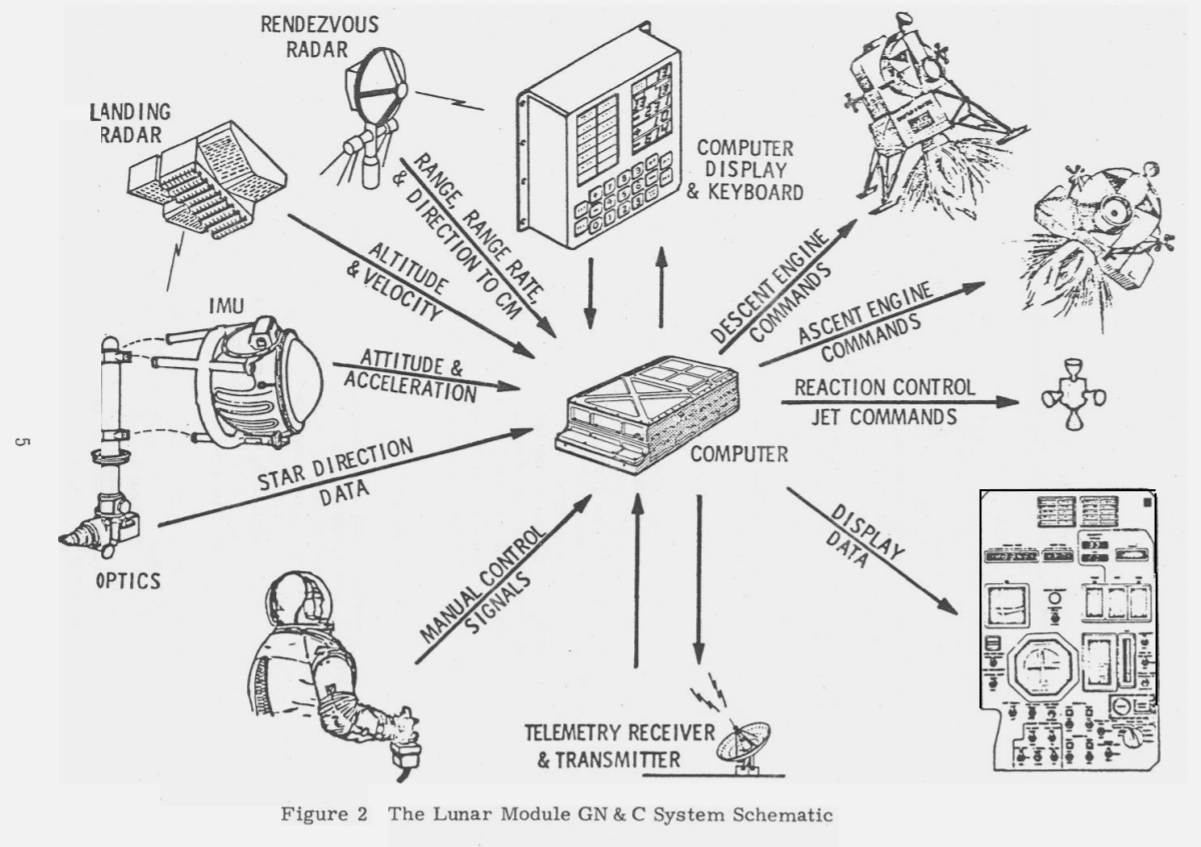 RENDEZVOUS
RADAR
LANDING
RADAR
RANGE, RANGE RATE,
& DIRECTION TO CM
COMPUTER
DISPLAY
& KEYBOARD
ALTITUDE
& VELOCITY
DESCENT ENGINE
COMMANDS
ASCENT ENGINE
COMMANDS
IMU
ATTITUDE &
ACCELERATION
REACTION CONTROL
JET COMMANDS
COMPUTER
5
STAR DIRECTION
DATA
OPTICS
MANUAL CONTROL
SIGNALS
DISPLAY
DATA
TELEMETRY RECEIVER
& TRANSMITTER
Figure 2 The Lunar Module GN & C System Schematic